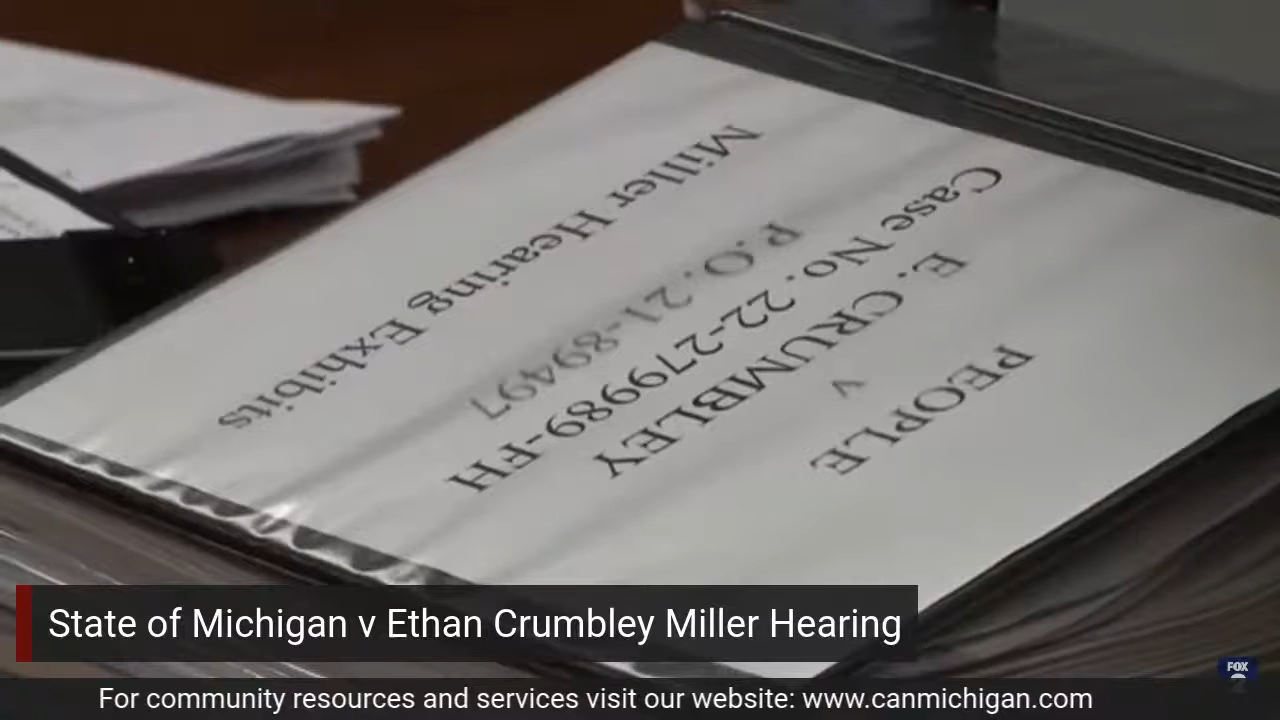 PEOPLE
v
E. CRUMBLEY
Case No. 22-279989-FH
P.O. 21-89497
Miller Hearing Exhibits
State of Michigan v Ethan Crumbley Miller Hearing
FOX
2
For community resources and services visit our website: www.canmichigan.com